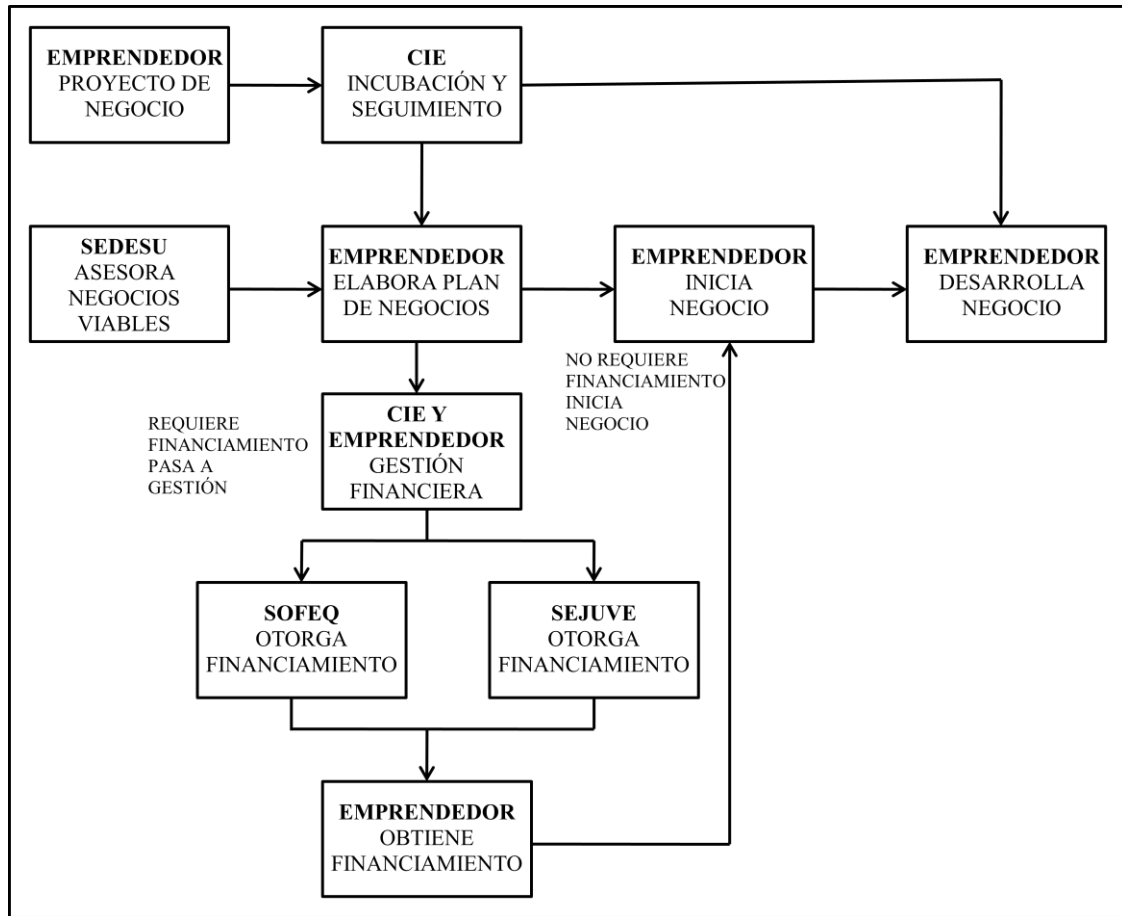 EMPRENDEDOR
PROYECTO DE
NEGOCIO
CIE
INCUBACIÓN Y
SEGUIMIENTO
SEDESU
ASESORA
NEGOCIOS
VIABLES
EMPRENDEDOR
ELABORA PLAN
DE NEGOCIOS
EMPRENDEDOR
INICIA
NEGOCIO
EMPRENDEDOR
DESARROLLA
NEGOCIO
REQUIERE
FINANCIAMIENTO
PASA A
GESTIÓN
CIE Y
EMPRENDEDOR
GESTIÓN
FINANCIERA
NO REQUIERE
FINANCIAMIENTO
INICIA
NEGOCIO
SOFEQ
OTORGA
FINANCIAMIENTO
SEJUVE
OTORGA
FINANCIAMIENTO
EMPRENDEDOR
OBTIENE
FINANCIAMIENTO